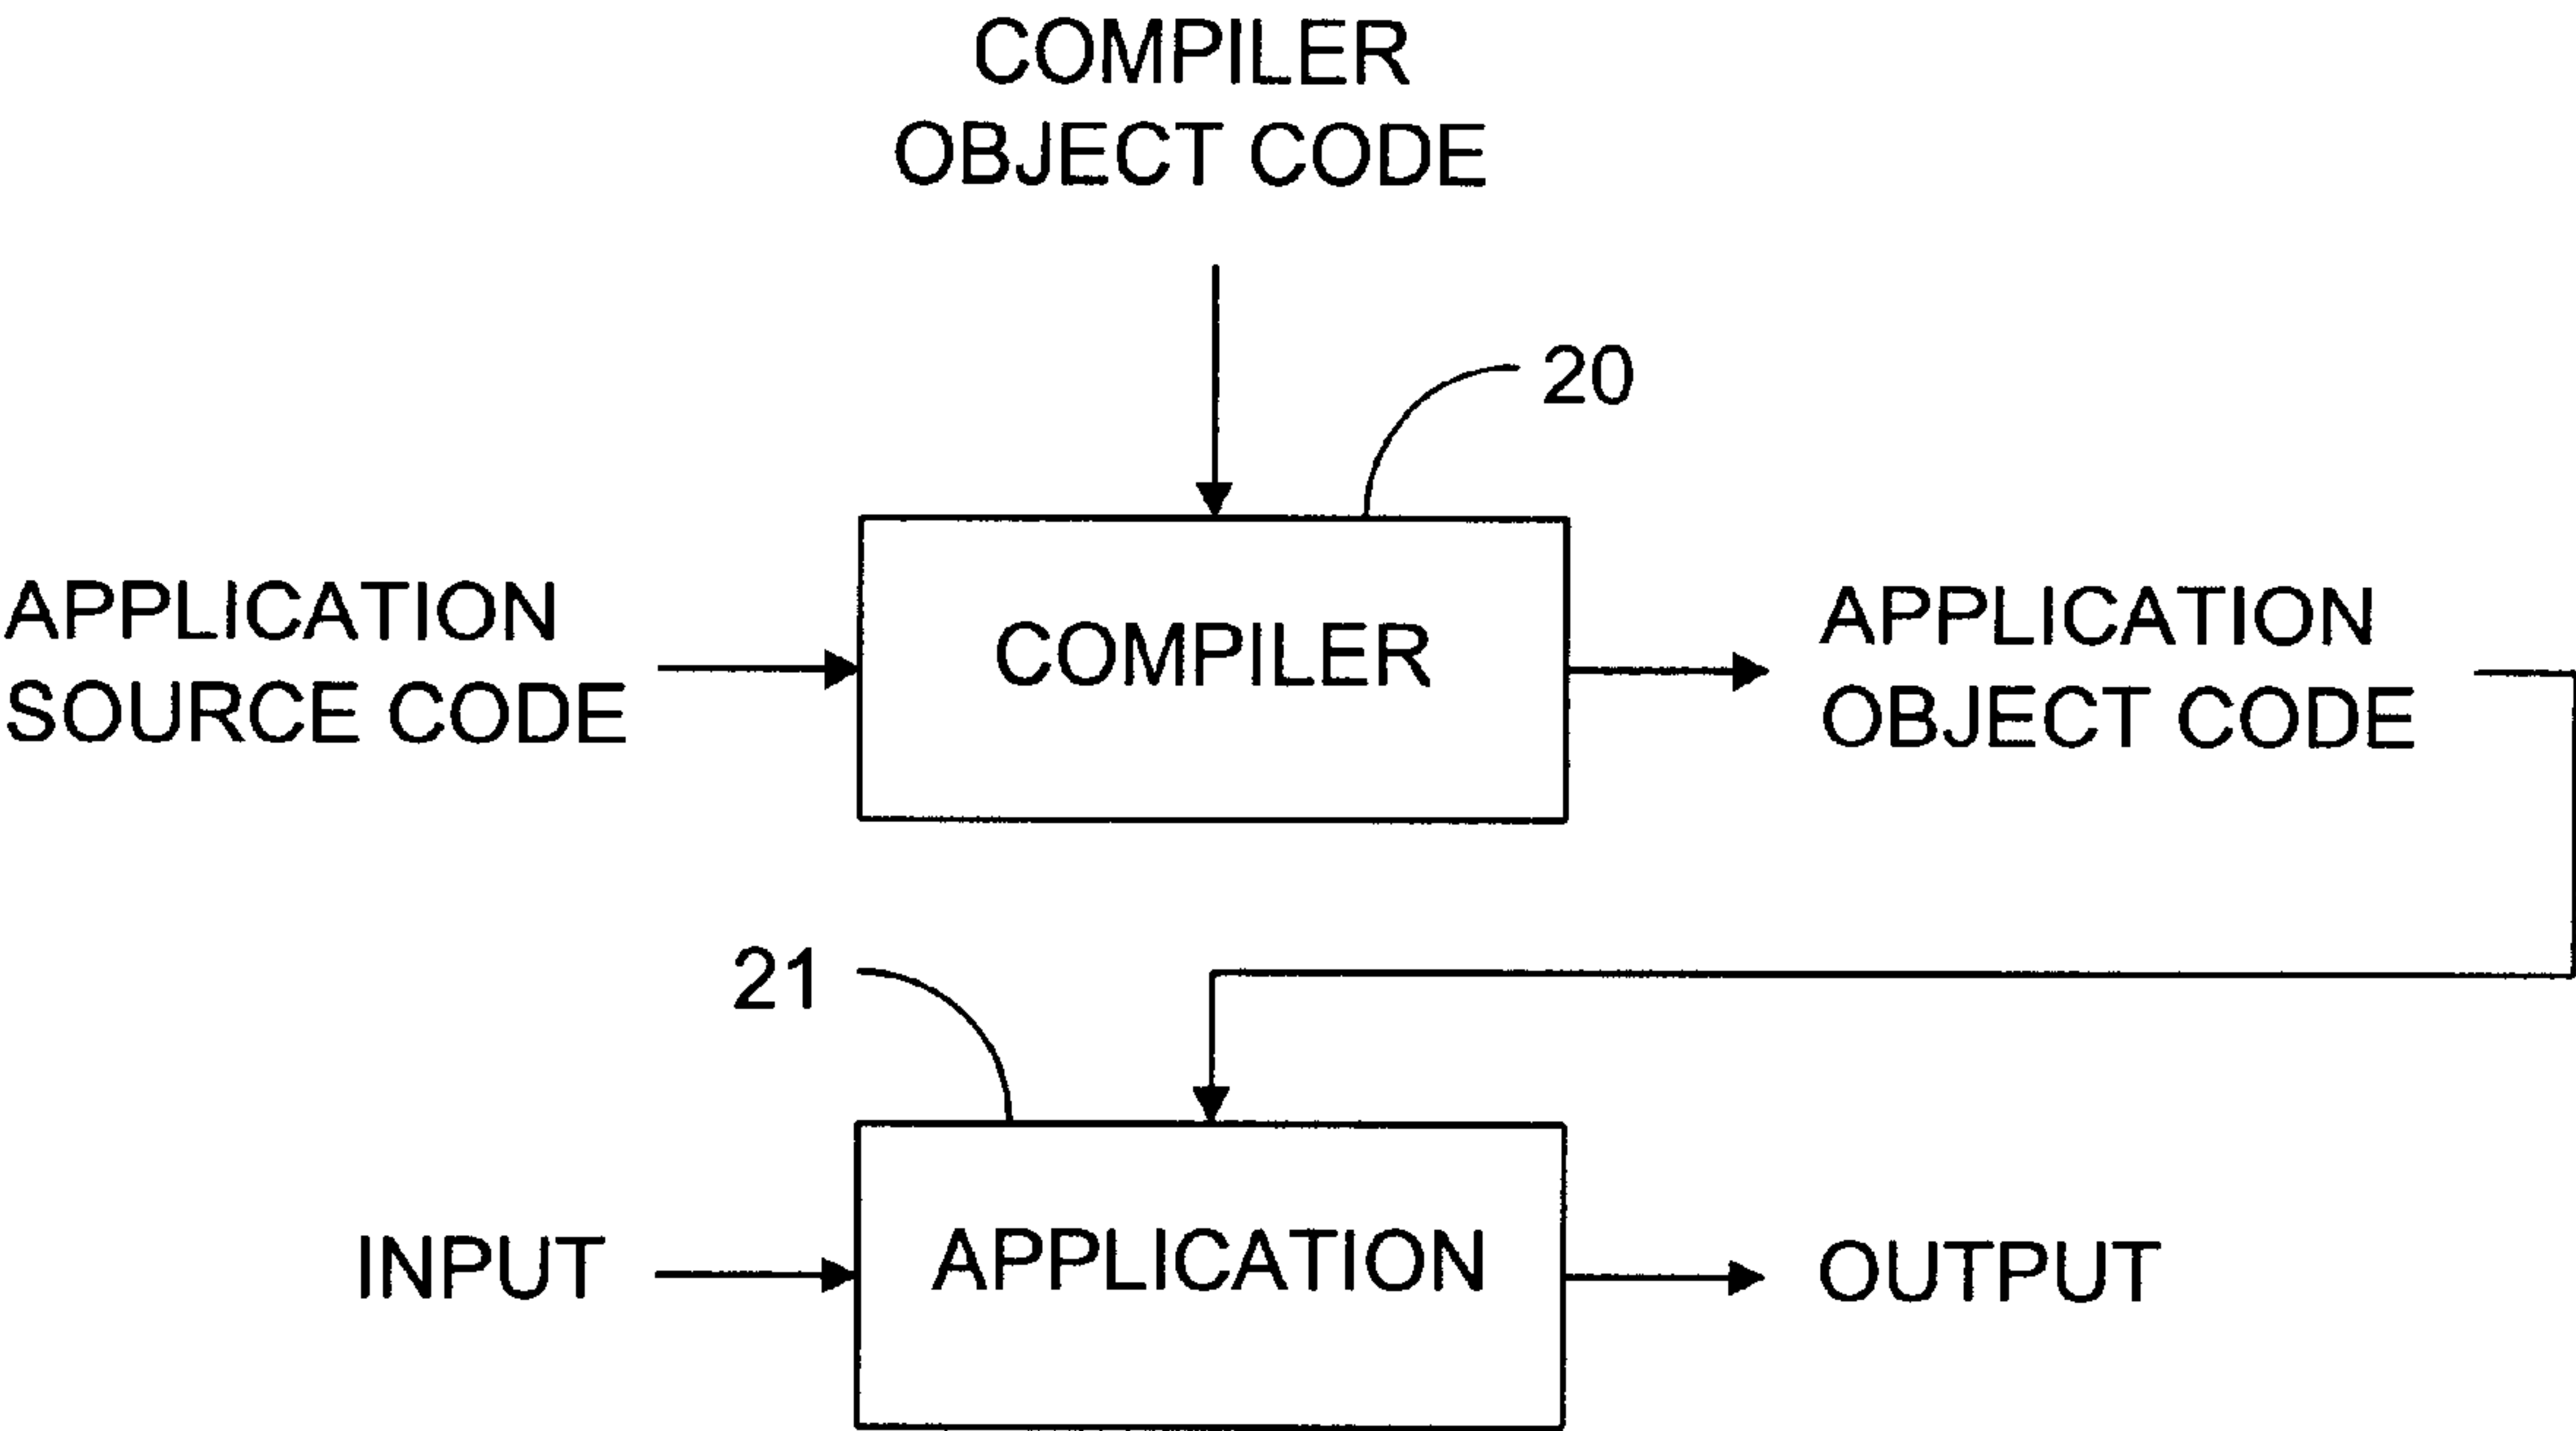 COMPILER
OBJECT CODE
20
APPLICATION
SOURCE CODE
COMPILER
APPLICATION
OBJECT CODE
21
INPUT
APPLICATION
OUTPUT